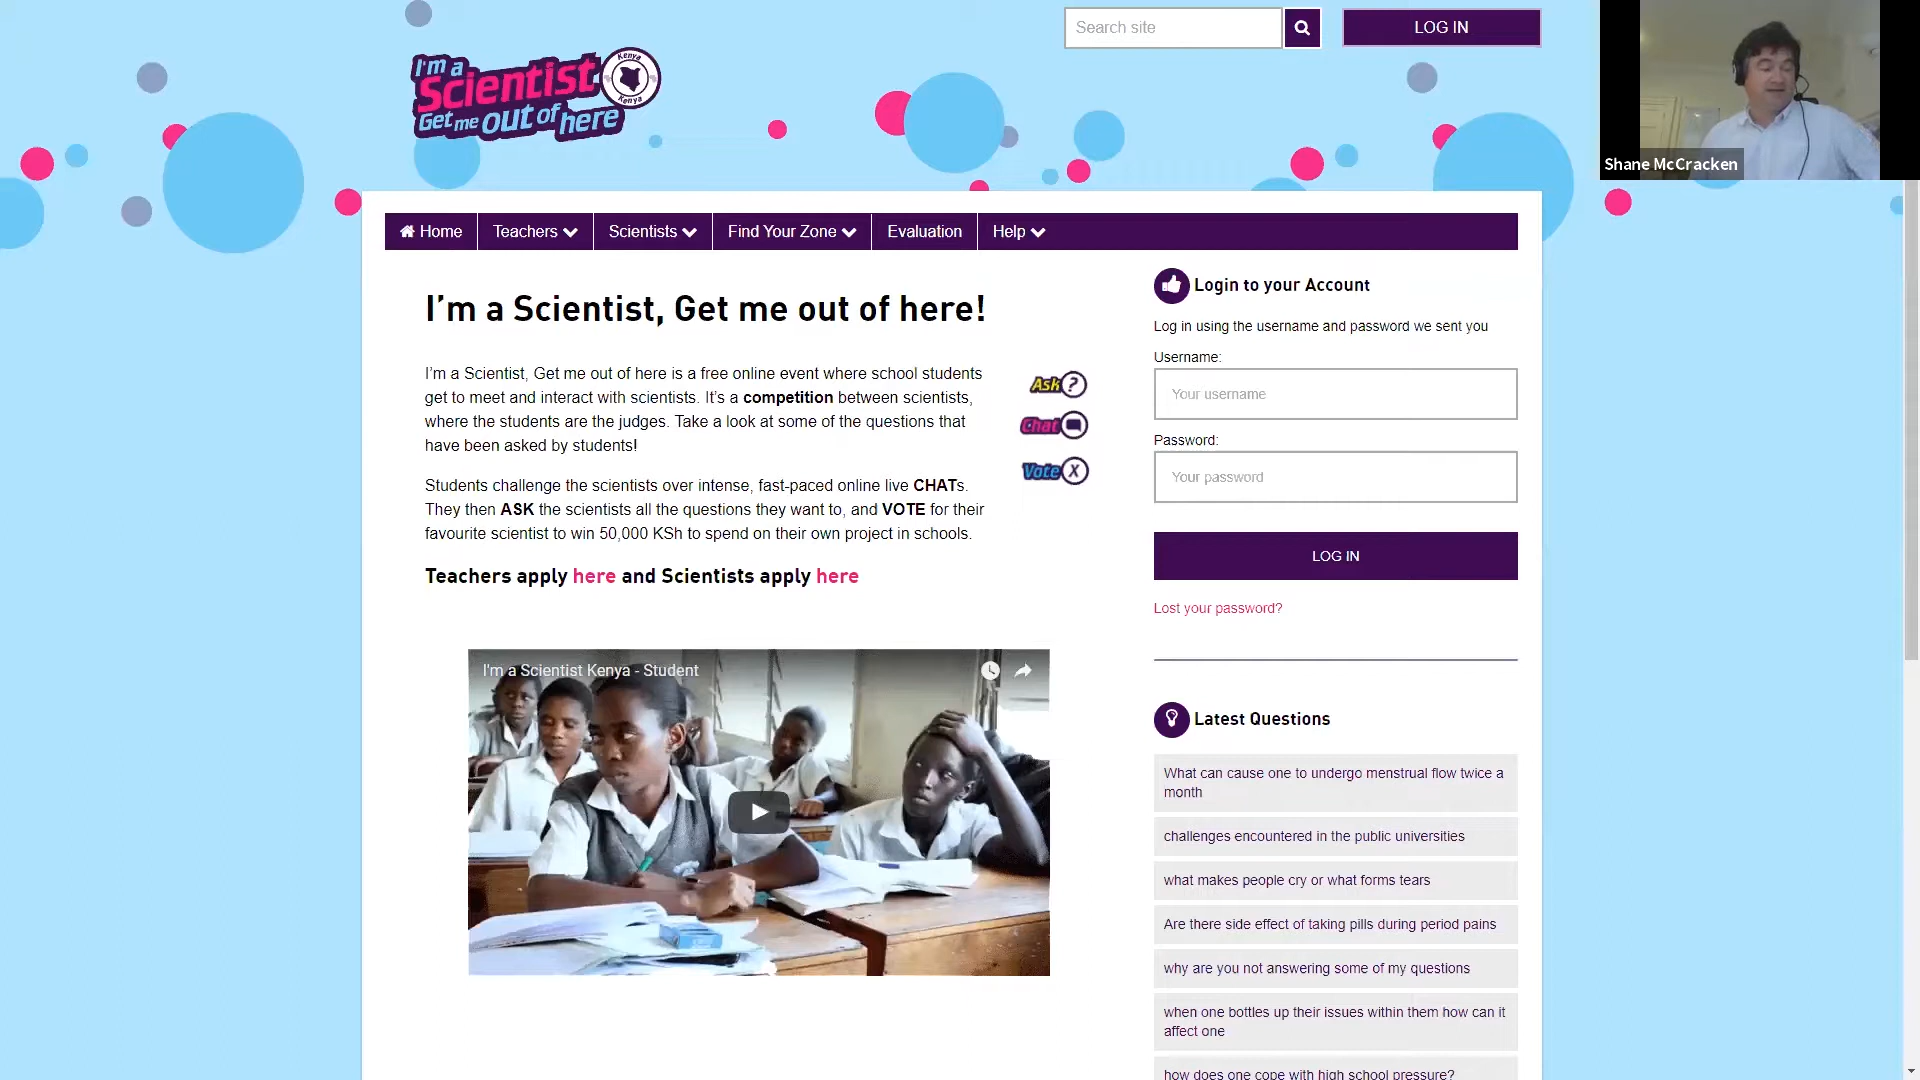 Search site
LOG IN
I'm a
Scientist
Get me out of here
Kenya
Kenya
Shane McCracken
Home
Teachers
Scientists
Find Your Zone
Evaluation
Help
I’m a Scientist, Get me out of here!
I’m a Scientist, Get me out of here is a free online event where school students
get to meet and interact with scientists. It’s a competition between scientists,
where the students are the judges. Take a look at some of the questions that
have been asked by students!
Ask?
Chat
Vote X
Students challenge the scientists over intense, fast-paced online live CHATs.
They then ASK the scientists all the questions they want to, and VOTE for their
favourite scientist to win 50,000 KSh to spend on their own project in schools.
Teachers apply here and Scientists apply here
I'm a Scientist Kenya - Student
Login to your Account
Log in using the username and password we sent you
Username:
Your username
Password:
Your password
LOG IN
Lost your password?
Latest Questions
What can cause one to undergo menstrual flow twice a
month
challenges encountered in the public universities
what makes people cry or what forms tears
Are there side effect of taking pills during period pains
why are you not answering some of my questions
when one bottles up their issues within them how can it
affect one
how does one cope with high school pressure?